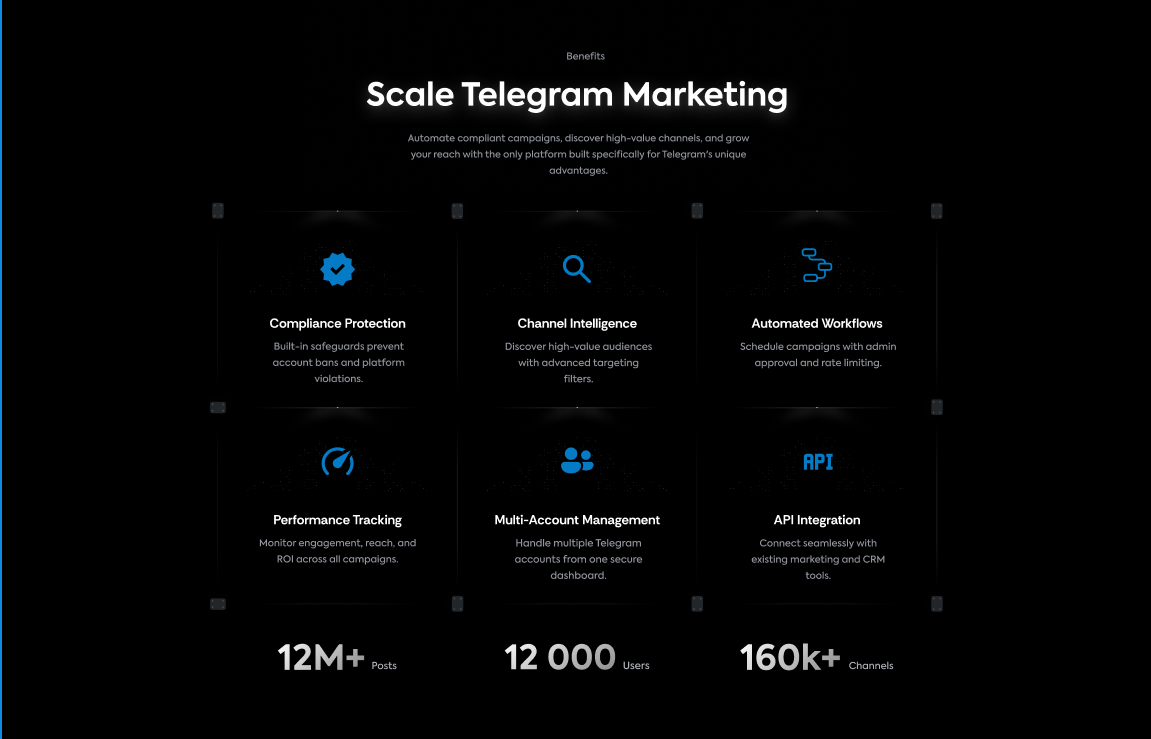 Benefits
Scale Telegram Marketing
Automate compliant campaigns, discover high-value channels, and grow
your reach with the only platform built specifically for Telegram's unique
advantages.
Compliance Protection
Built-in safeguards prevent
account bans and platform
violations.
Channel Intelligence
Discover high-value audiences
with advanced targeting
filters.
Automated Workflows
Schedule campaigns with admin
approval and rate limiting.
Performance Tracking
Monitor engagement, reach, and
ROI across all campaigns.
Multi-Account Management
Handle multiple Telegram
accounts from one secure
dashboard.
API
API Integration
Connect seamlessly with
existing marketing and CRM
tools.
12M+ Posts
12 000 Users
160k+ Channels